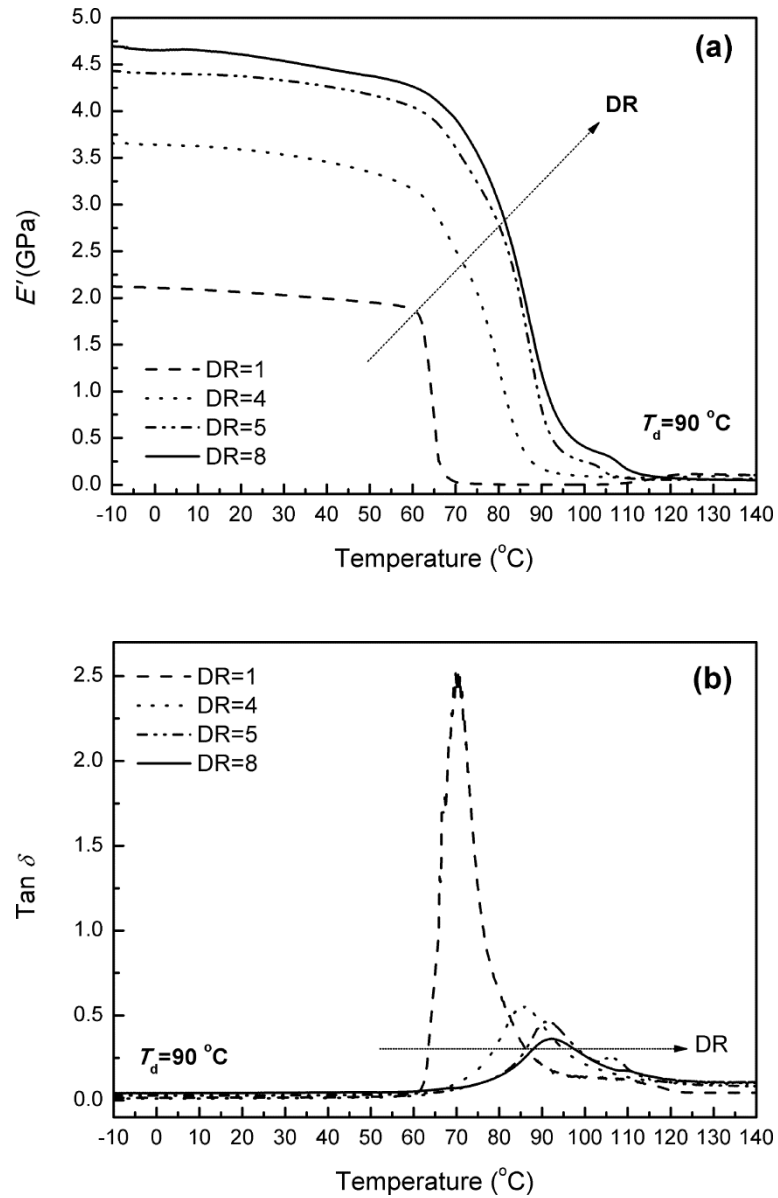 (a)
5.0
4.5
4.0
3.5
3.0
2.5
2.0
1.5
1.0
0.5
0.0
E' (GPa)
DR
DR=1
DR=4
DR=5
DR=8
T_d=90 °C
-10 0 10 20 30 40 50 60 70 80 90 100 110 120 130 140
Temperature (°C)
(b)
2.5
2.0
1.5
1.0
0.5
0.0
Tan δ
DR=1
DR=4
DR=5
DR=8
T_d=90 °C
DR
-10 0 10 20 30 40 50 60 70 80 90 100 110 120 130 140
Temperature (°C)